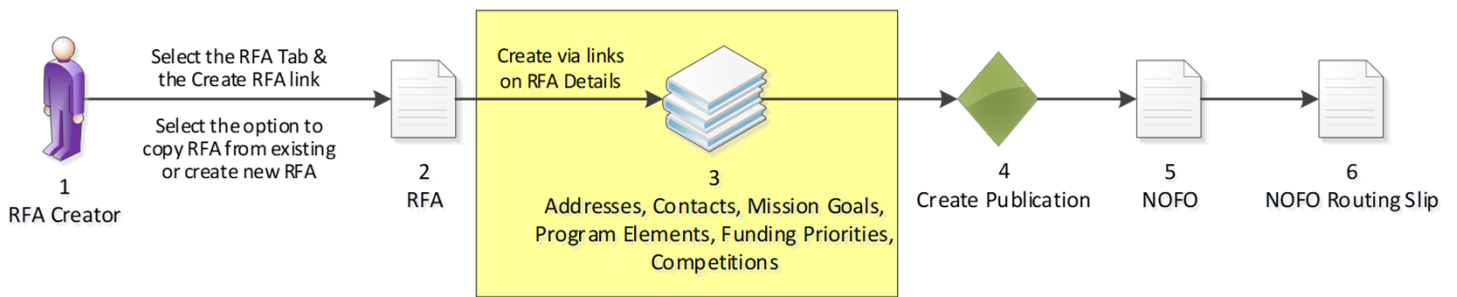 Select the RFA Tab &
the Create RFA link
Select the option to
copy RFA from existing
or create new RFA
1
RFA Creator
2
RFA
Create via links
on RFA Details
3
Addresses, Contacts, Mission Goals,
Program Elements, Funding Priorities,
Competitions
4
Create Publication
5
NOFO
6
NOFO Routing Slip